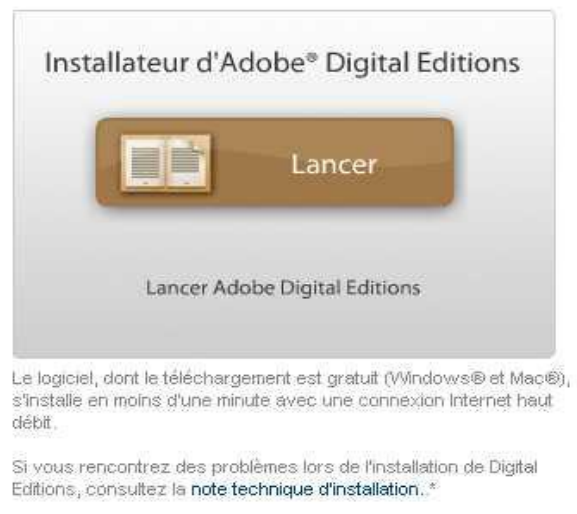 Installateur d'Adobe® Digital Editions
Lancer
Lancer Adobe Digital Editions
Le logiciel, dont le téléchargement est gratuit (Windows® et Mac®),
s'installe en moins d'une minute avec une connexion Internet haut
débit.
Si vous rencontrez des problèmes lors de l'installation de Digital
Editions, consultez la note technique d'installation.*